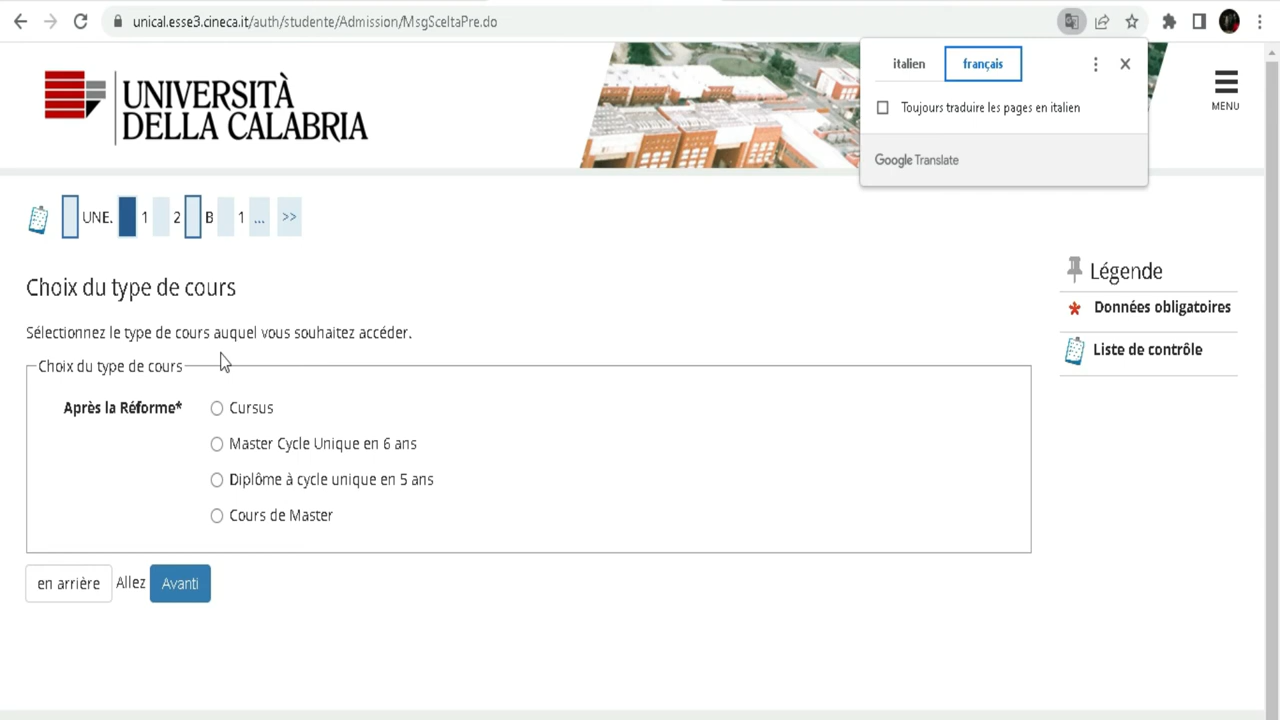 unical.esse3.cineca.it/auth/studente/Admission/MsgSceltaPre.do
italien français
Toujours traduire les pages en italien
Google Translate
UNIVERSITÀ
DELLA CALABRIA
MENU
UNE. 1 2 B 1 ... >>
Choix du type de cours
Sélectionnez le type de cours auquel vous souhaitez accéder.
Choix du type de cours
Après la Réforme* Cursus
Master Cycle Unique en 6 ans
Diplôme à cycle unique en 5 ans
Cours de Master
en arrière Allez Avanti
Légende
* Données obligatoires
Liste de contrôle